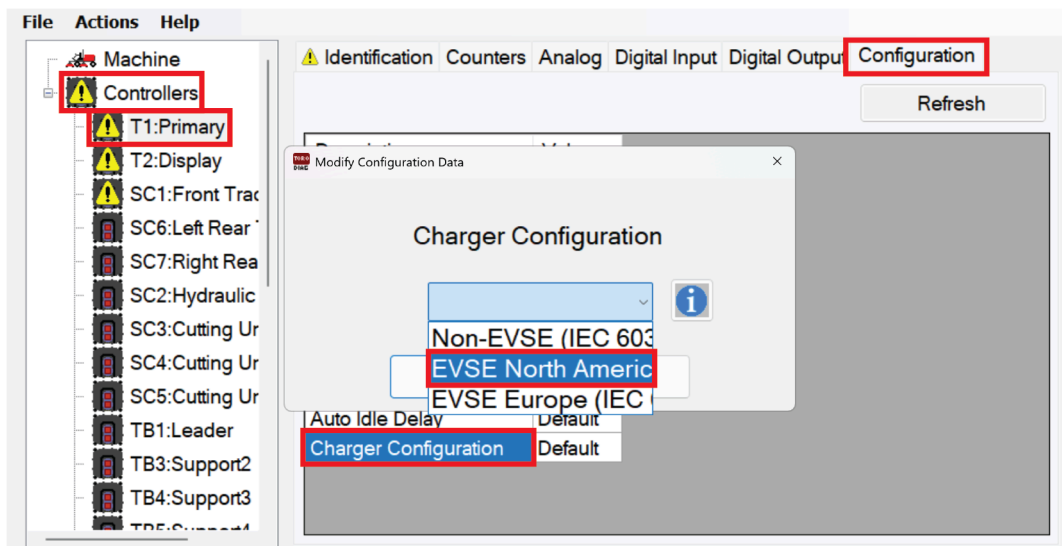 File Actions Help
Machine
Controllers
T1:Primary
T2:Display
SC1:Front Trac
SC6:Left Rear
SC7:Right Rea
SC2:Hydraulic
SC3:Cutting Ur
SC4:Cutting Ur
SC5:Cutting Ur
TB1:Leader
TB3:Support2
TB4:Support3
Identification Counters Analog Digital Input Digital Output Configuration
Refresh
TORO
DIAG
Modify Configuration Data
Charger Configuration
Non-EVSE (IEC 603
EVSE North Americ
EVSE Europe (IEC
Auto Idle Delay Default
Charger Configuration Default